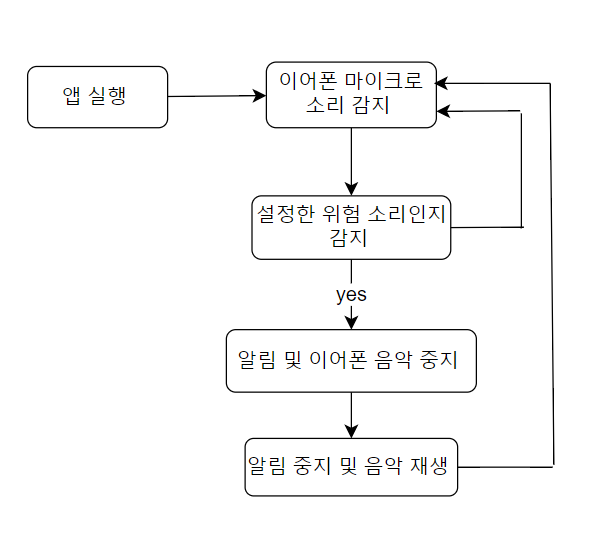 앱 실행
이어폰 마이크로
소리 감지
설정한 위험 소리인지
감지
yes
알림 및 이어폰 음악 중지
알림 중지 및 음악 재생